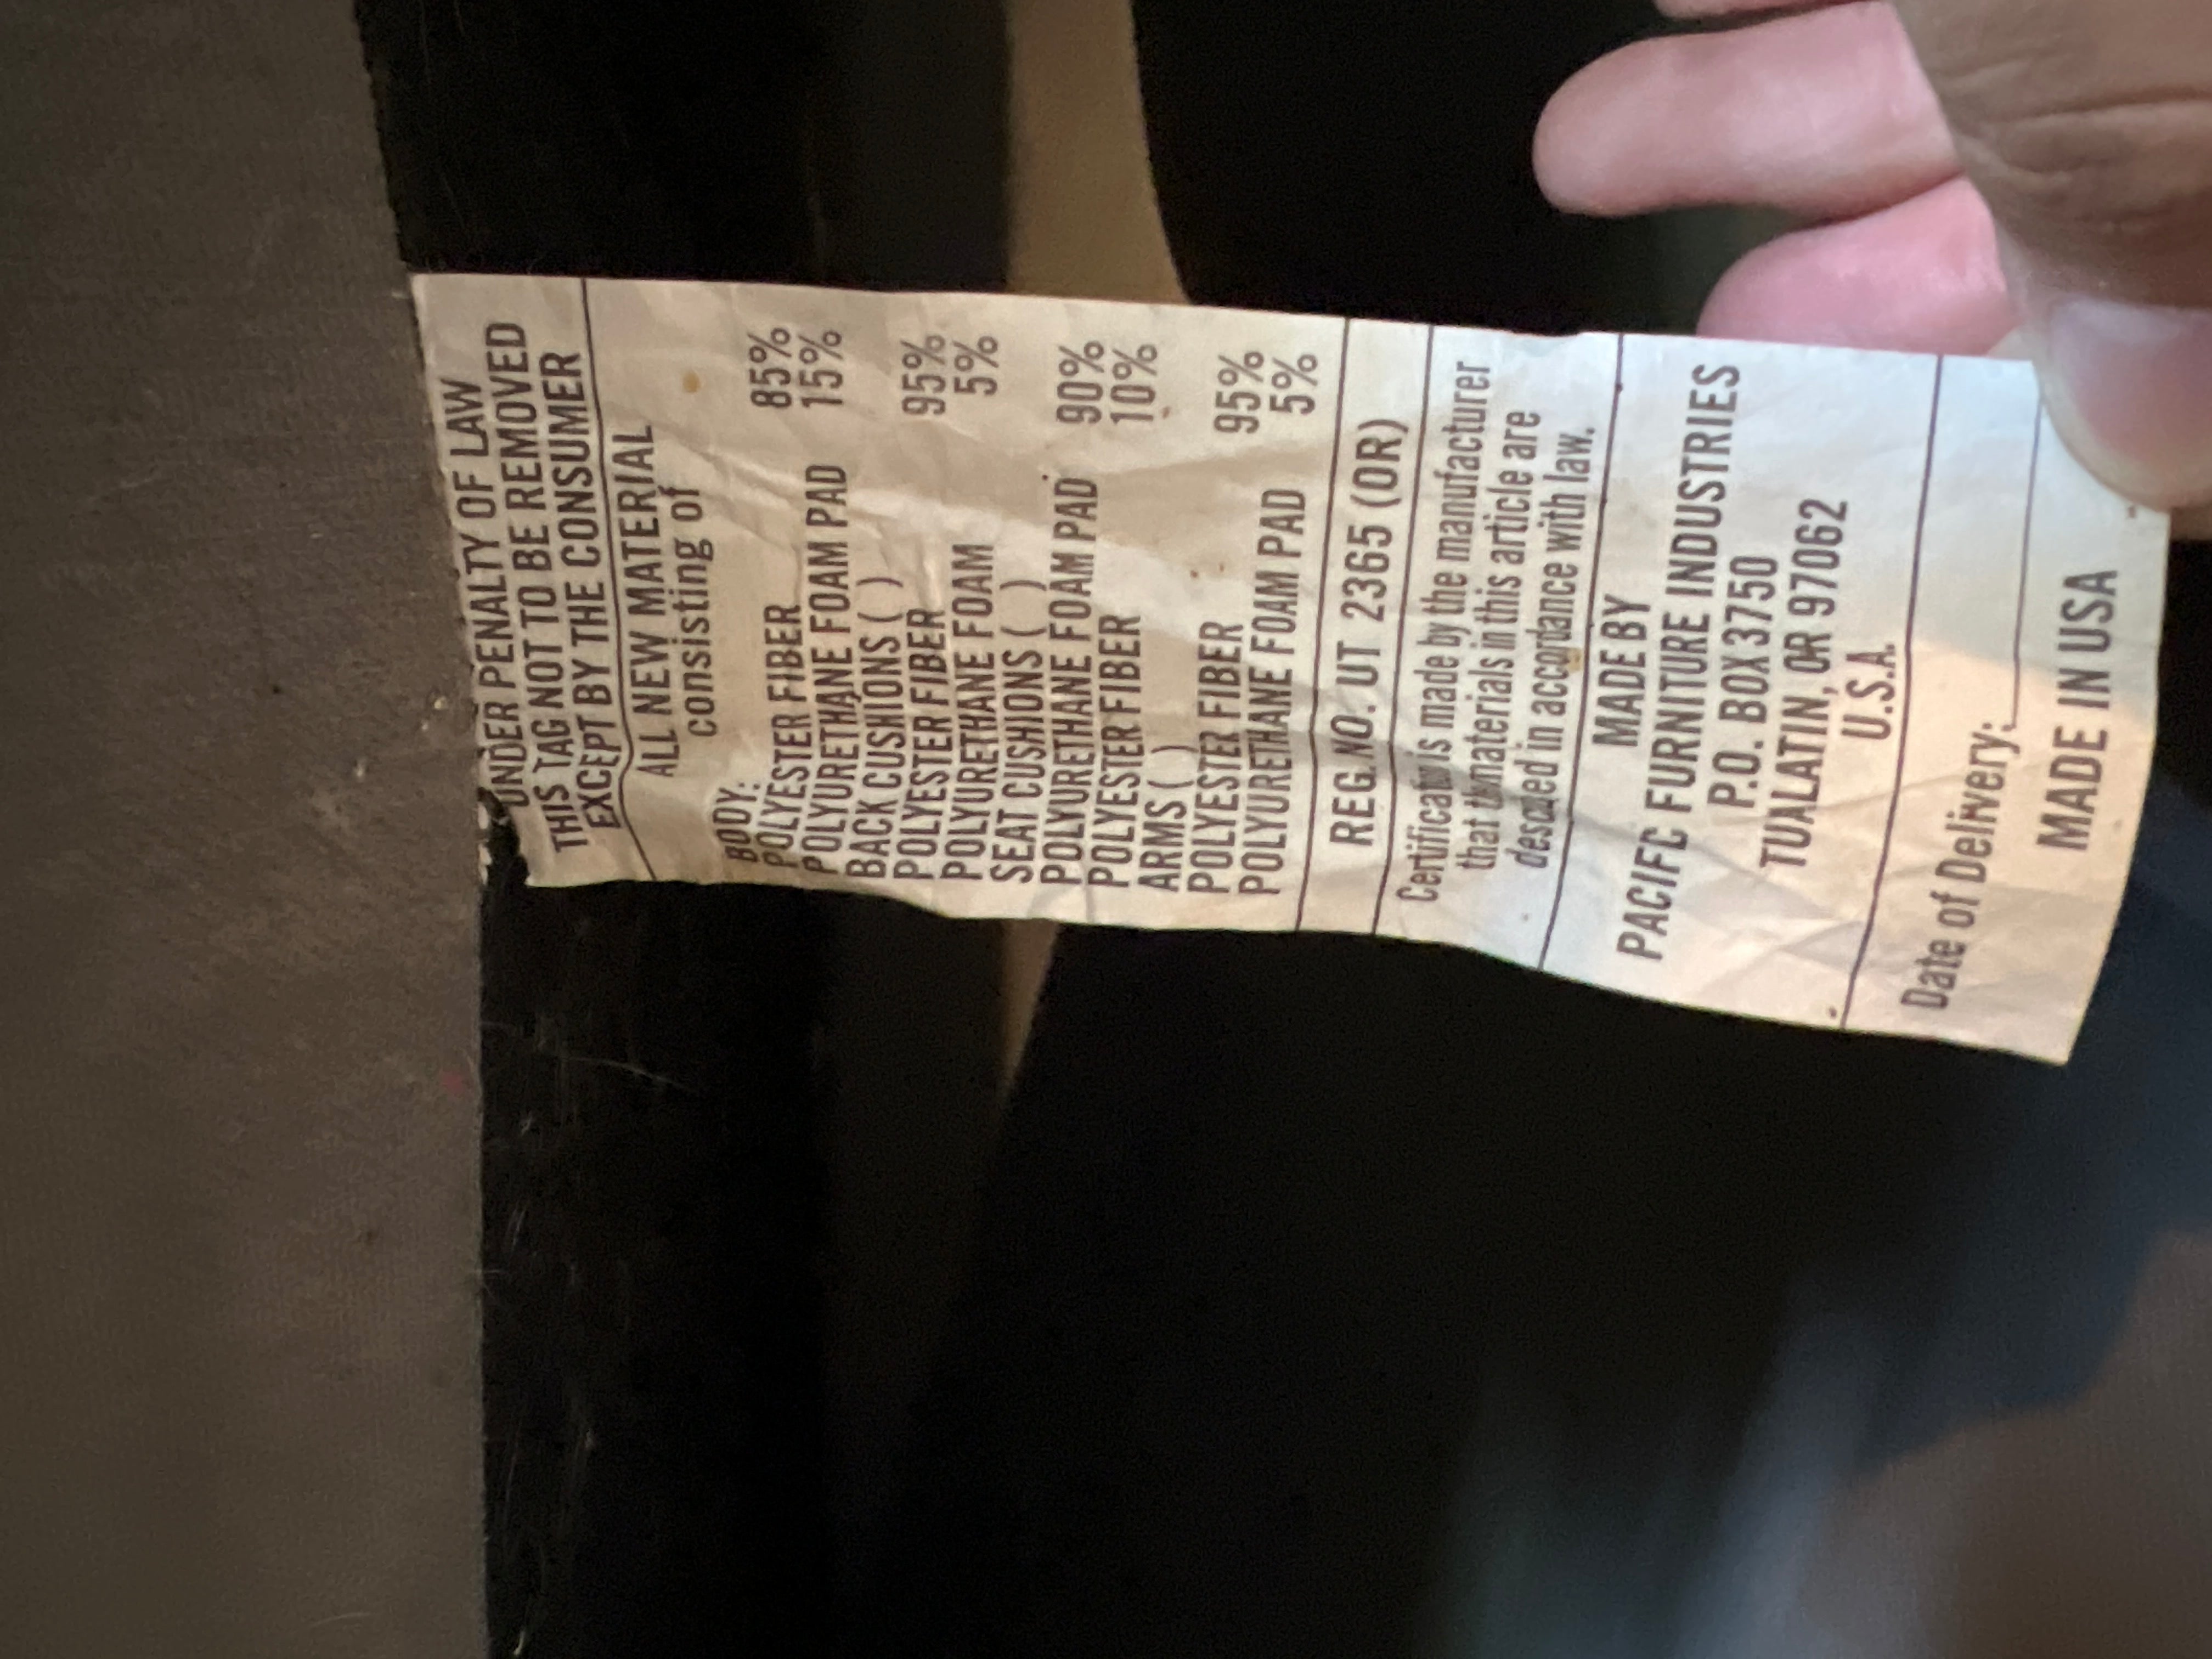 UNDER PENALTY OF LAW
THIS TAG NOT TO BE REMOVED
EXCEPT BY THE CONSUMER
ALL NEW MATERIAL
consisting of
BODY:
POLYESTER FIBER 85%
POLYURETHANE FOAM PAD 15%
BACK CUSHIONS ( )
POLYESTER FIBER 95%
POLYURETHANE FOAM 5%
SEAT CUSHIONS ( )
POLYURETHANE FOAM PAD 90%
POLYESTER FIBER 10%
ARMS ( )
POLYESTER FIBER 95%
POLYURETHANE FOAM PAD 5%
REG. NO. UT 2365 (OR)
is made by the manufacturer
that materials in this article are
in accordance with law.
MADE BY
PACIFC FURNITURE INDUSTRIES
P.O. BOX 3750
TUALATIN, OR 97062
U.S.A.
Date of Delivery:
MADE IN USA